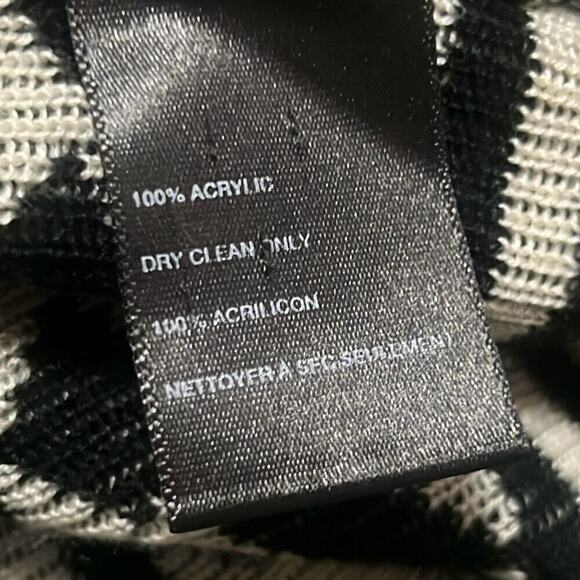 100% ACRYLIC
DRY CLEAN ONLY
100% ACRILICON
NETTOYER A SEC SEULEMENT